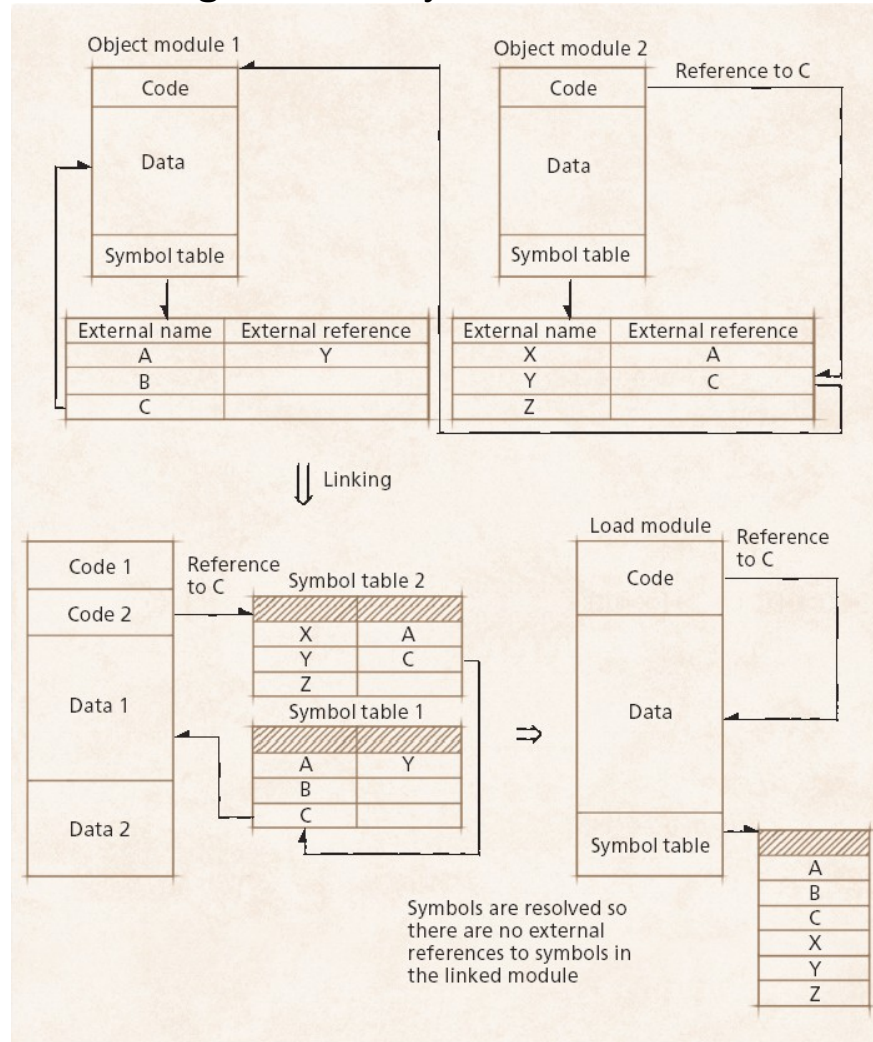 Object module 1
Code
Data
Symbol table
External name External reference
A Y
B
C
Object module 2
Code
Reference to C
Data
Symbol table
External name External reference
X A
Y C
Z
Linking
Code 1
Code 2
Data 1
Data 2
Reference
to C
Symbol table 2
X A
Y C
Z
Symbol table 1
A Y
B
C
Load module
Code
Reference
to C
Data
Symbol table
A
B
C
X
Y
Z
Symbols are resolved so
there are no external
references to symbols in
the linked module